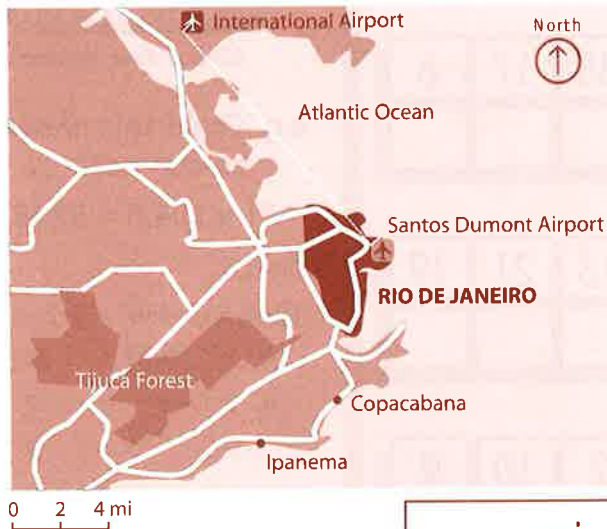 International Airport
North
Atlantic Ocean
Santos Dumont Airport
RIO DE JANEIRO
Tijuca Forest
Copacabana
Ipanema
0 2 4 mi